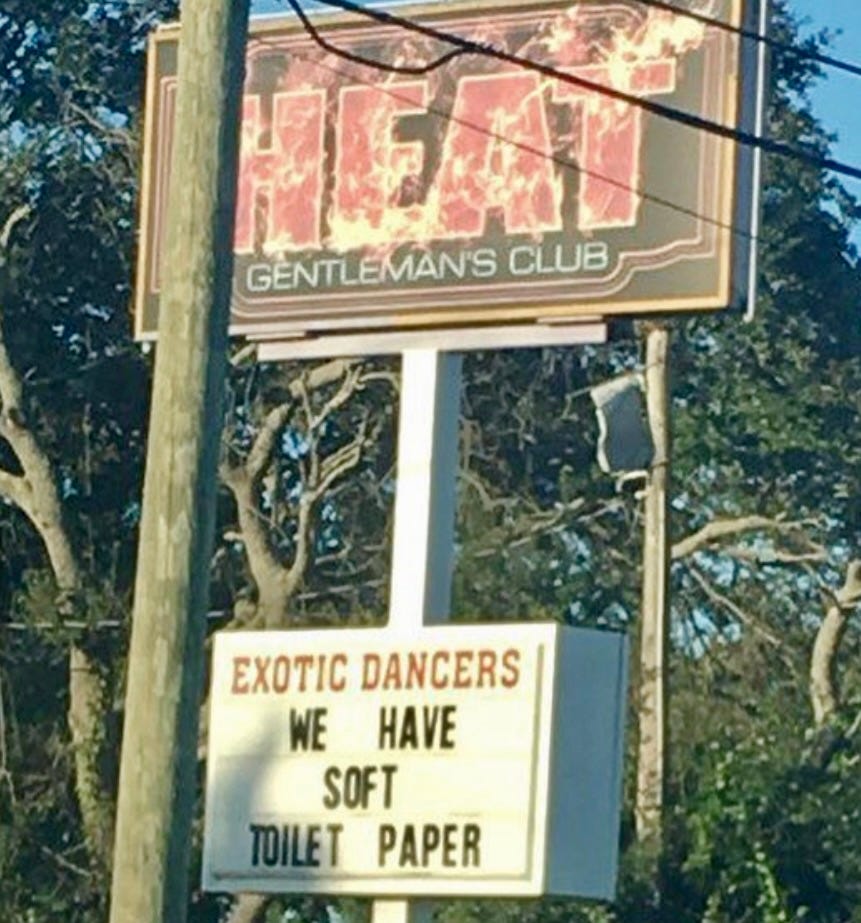 HEAT
GENTLEMAN'S CLUB
EXOTIC DANCERS
WE HAVE
SOFT
TOILET PAPER